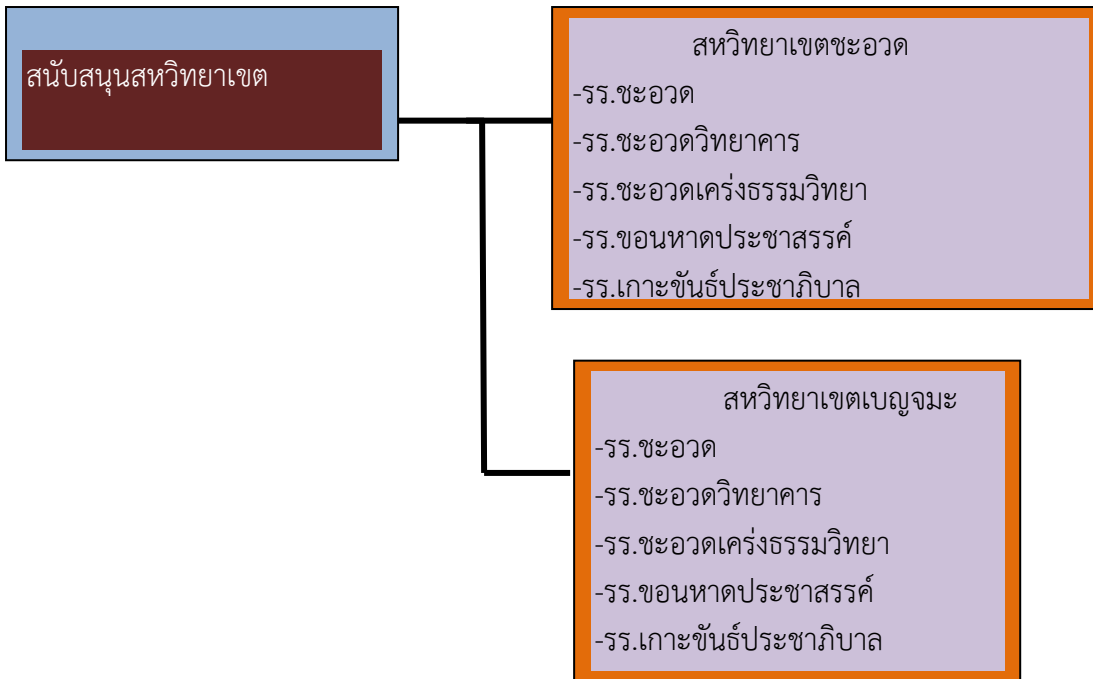 สนับสนุนสหวิทยาเขต
สหวิทยาเขตชะอวด
-รร.ชะอวด
-รร.ชะอวดวิทยาคาร
-รร.ชะอวดเคร่งธรรมวิทยา
-รร.ขอนหาดประชาสรรค์
-รร.เกาะขันธ์ประชาภิบาล
สหวิทยาเขตเบญจมะ
-รร.ชะอวด
-รร.ชะอวดวิทยาคาร
-รร.ชะอวดเคร่งธรรมวิทยา
-รร.ขอนหาดประชาสรรค์
-รร.เกาะขันธ์ประชาภิบาล